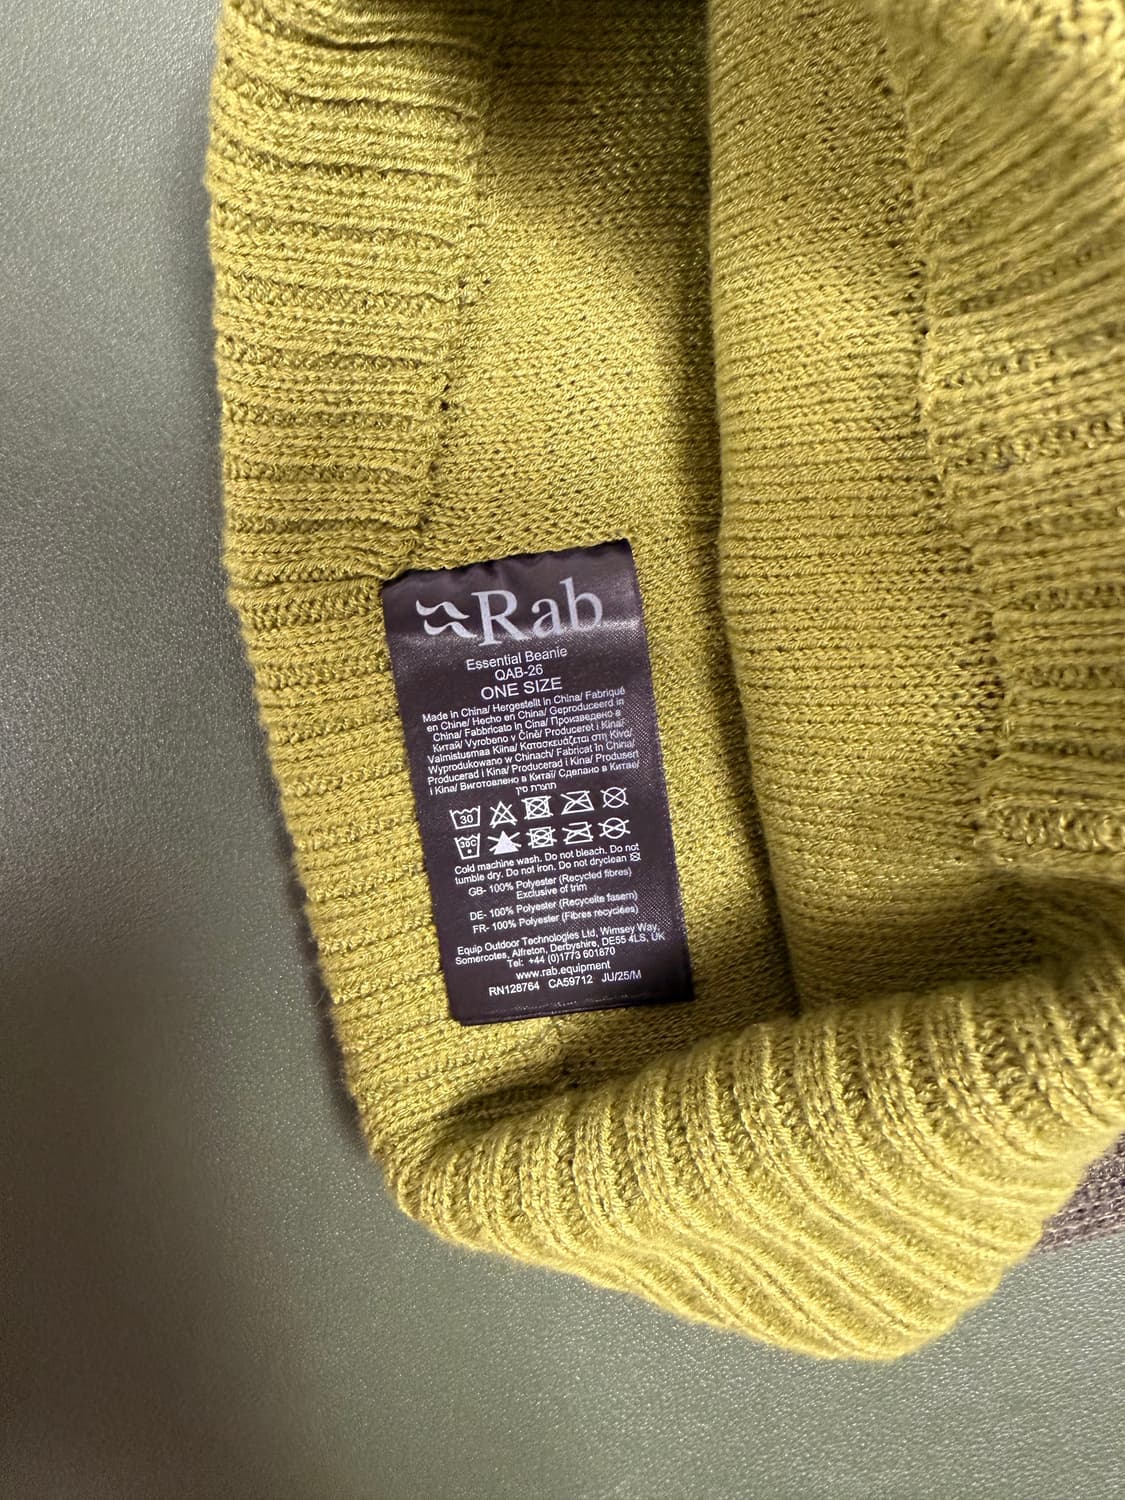 Rab
Essential Beanie
QAB-26
ONE SIZE
Made in China/ Hergestellt in China/ Fabriqué
en Chine/ Hecho en China/ Geproduceerd in
China/ Fabbricato in Cina/ Произведено в
Китай/ Vyrobeno v Číně/ Produceret i Kina/
Valmistusmaa Kiina/ Κατασκευάζεται στη Κίνα/
Wyprodukowano w Chinach/ Fabricat în China/
Producerad i Kina/ Producerad i Kina/ Produsert
i Kina/ Виготовлено в Китаї/ Сделано в Китае/
תוצרת סין
30
30C
Cold machine wash. Do not bleach. Do not
tumble dry. Do not iron. Do not dryclean
GB- 100% Polyester (Recycled fibres)
Exclusive of trim
DE- 100% Polyester (Recycelte fasern)
FR- 100% Polyester (Fibres recyclées)
Equip Outdoor Technologies Ltd, Wimsey Way,
Somercotes, Alfreton, Derbyshire, DE55 4LS, UK
Tel: +44 (0)1773 601870
www.rab.equipment
RN128764 CA59712 JU/25/M